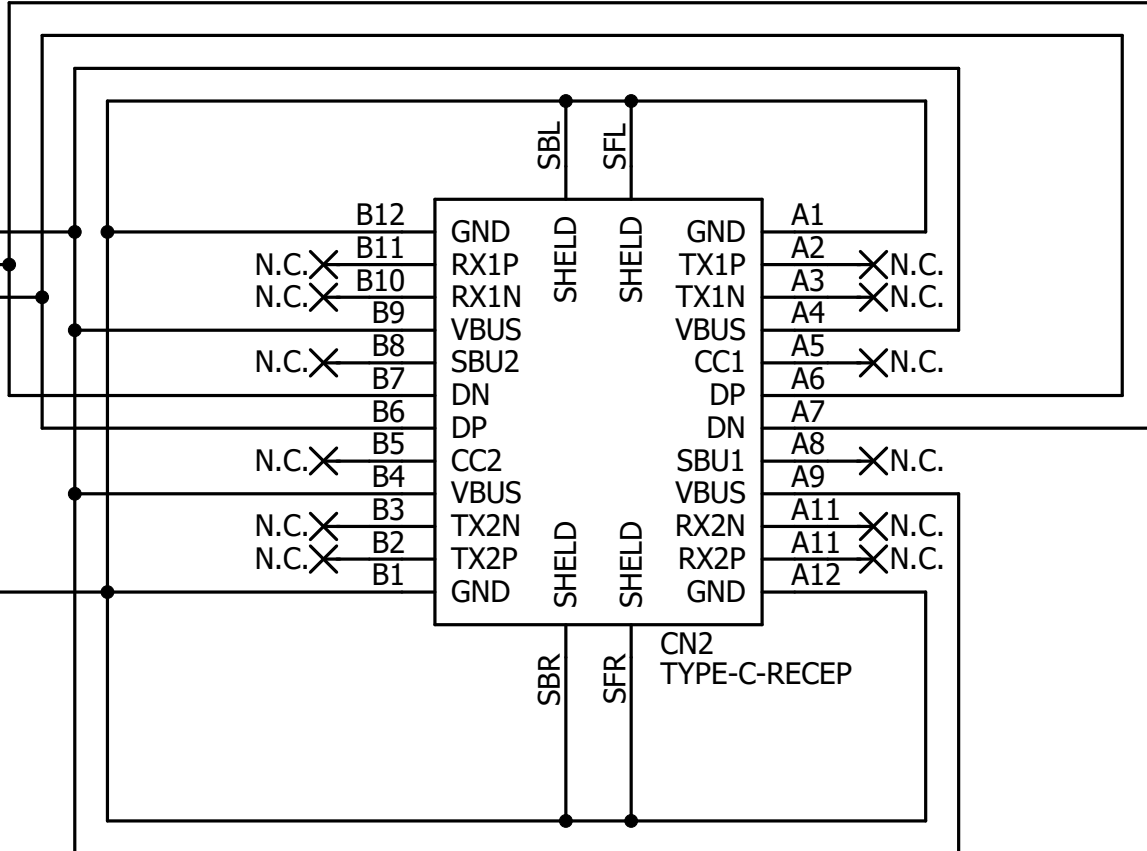 SBL
SFL
B12 GND SHELD SHELD GND A1
N.C. B11 RX1P TX1P A2 N.C.
N.C. B10 RX1N TX1N A3 N.C.
B9 VBUS VBUS A4
N.C. B8 SBU2 CC1 A5 N.C.
B7 DN DP A6
B6 DP DN A7
N.C. B5 CC2 SBU1 A8 N.C.
B4 VBUS VBUS A9
N.C. B3 TX2N RX2N A11 N.C.
N.C. B2 TX2P RX2P A11 N.C.
B1 GND SHELD SHELD GND A12
SBR
SFR
CN2
TYPE-C-RECEP